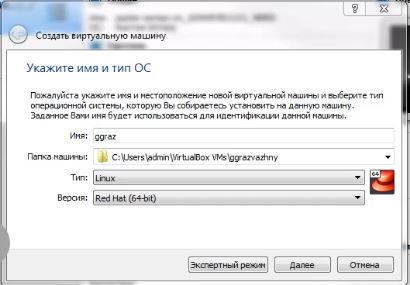 Создать виртуальную машину
Укажите имя и тип ОС
Пожалуйста укажите имя и местоположение новой виртуальной машины и выберите тип
операционной системы, которую Вы собираетесь установить на данную машину.
Заданное Вами имя будет использоваться для идентификации данной машины.
Имя: ggraz
Папка машины: C:\Users\admin\VirtualBox VMs\ggrazvazhny
Тип: Linux
64
Версия: Red Hat (64-bit)
Экспертный режим Далее Отмена